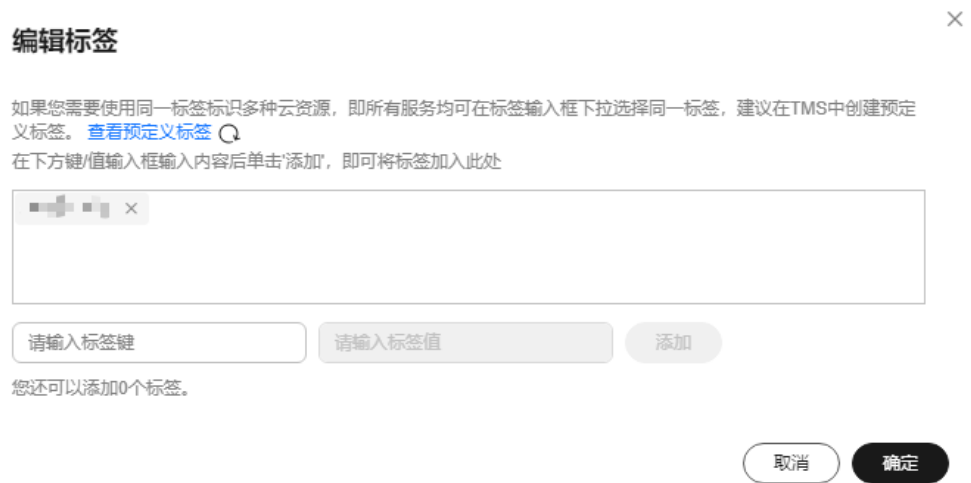 编辑标签
如果您需要使用同一标签标识多种云资源，即所有服务均可在标签输入框下拉选择同一标签，建议在TMS中创建预定
义标签。 查看预定义标签
在下方键/值输入框输入内容后单击'添加'，即可将标签加入此处
请输入标签键 请输入标签值 添加
您还可以添加0个标签。
取消 确定